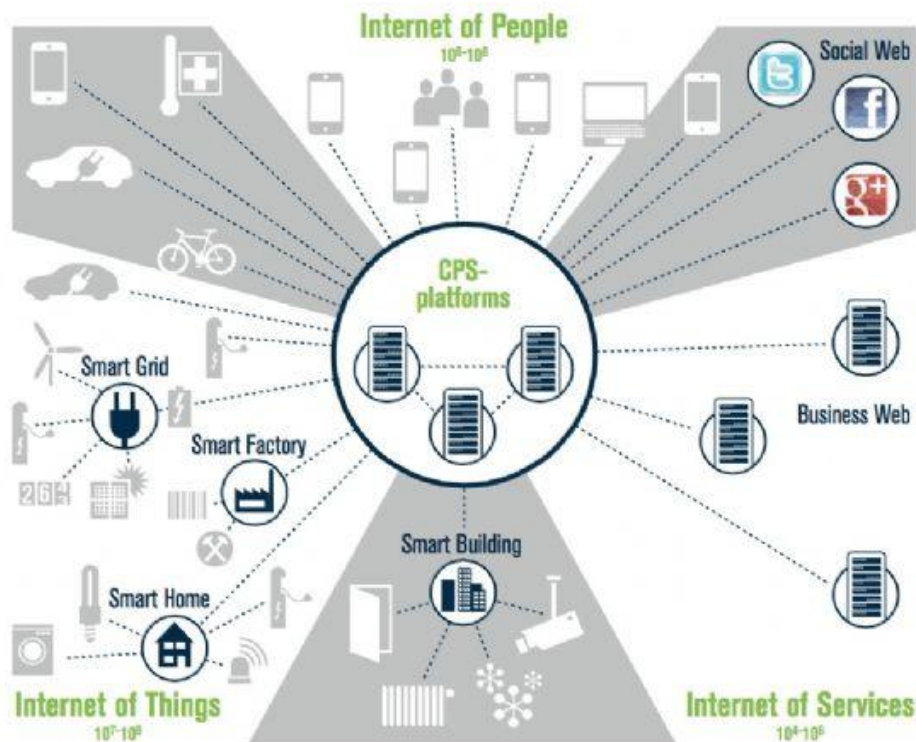 Internet of People
Social Web
CPS-
platforms
Smart Grid
Business Web
Smart Factory
Smart Building
Smart Home
Internet of Things
Internet of Services